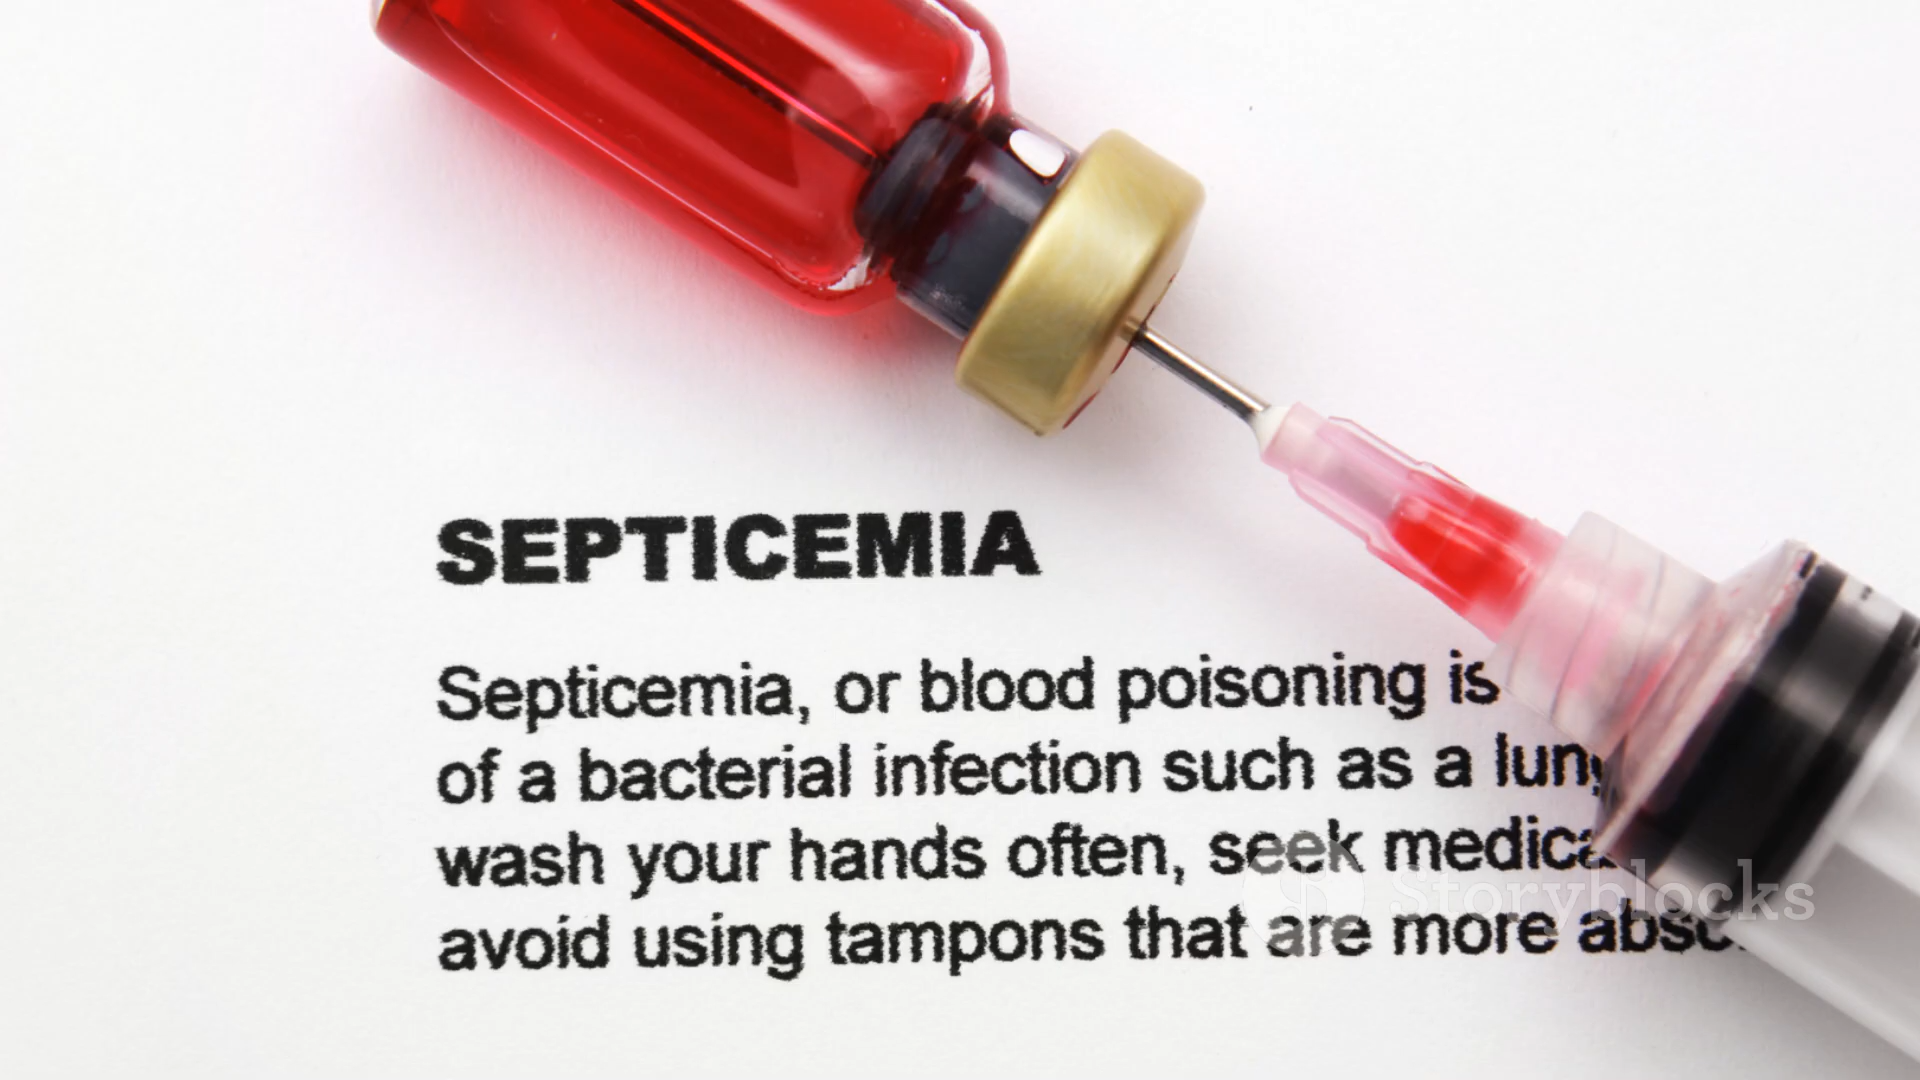 SEPTICEMIA
Septicemia, or blood poisoning is
of a bacterial infection such as a
wash your hands often, seek
avoid using tampons that are more
Storyblocks